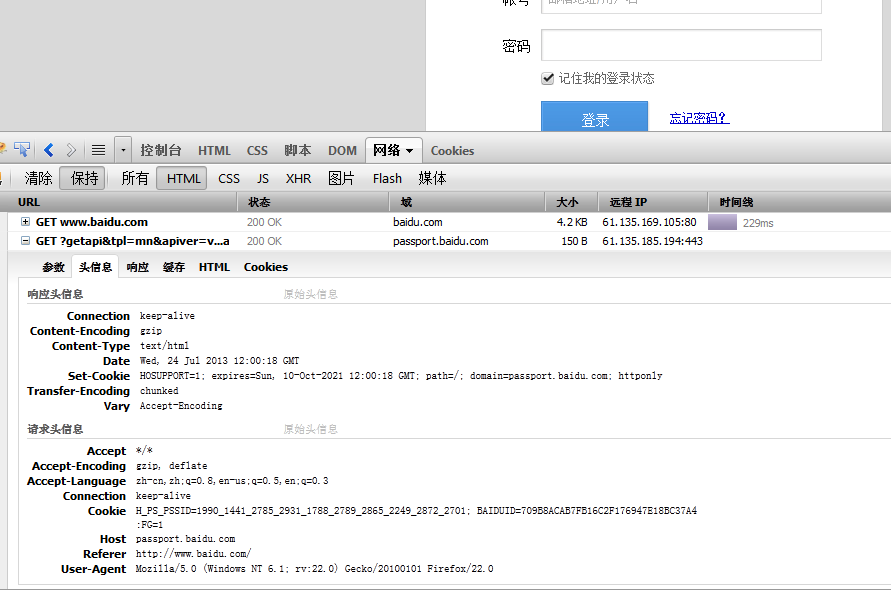 密码
记住我的登录状态
登录 忘记密码?
控制台 HTML CSS 脚本 DOM 网络 Cookies
清除 保持 所有 HTML CSS JS XHR 图片 Flash 媒体
URL 状态 域 大小 远程 IP 时间线
GET www.baidu.com 200 OK baidu.com 4.2 KB 61.135.169.105:80 229ms
GET ?getapi&tpl=mn&apiver=v...a 200 OK passport.baidu.com 150 B 61.135.185.194:443
参数 头信息 响应 缓存 HTML Cookies
响应头信息 原始头信息
Connection keep-alive
Content-Encoding gzip
Content-Type text/html
Date Wed, 24 Jul 2013 12:00:18 GMT
Set-Cookie HOSUPPORT=1; expires=Sun, 10-Oct-2021 12:00:18 GMT; path=/; domain=passport.baidu.com; httponly
Transfer-Encoding chunked
Vary Accept-Encoding
请求头信息 原始头信息
Accept */*
Accept-Encoding gzip, deflate
Accept-Language zh-cn,zh;q=0.8,en-us;q=0.5,en;q=0.3
Connection keep-alive
Cookie H_PS_PSSID=1990_1441_2785_2931_1788_2789_2865_2249_2872_2701; BAIDUID=709B8ACAB7FB16C2F176947E18BC37A4
:FG=1
Host passport.baidu.com
Referer http://www.baidu.com/
User-Agent Mozilla/5.0 (Windows NT 6.1; rv:22.0) Gecko/20100101 Firefox/22.0